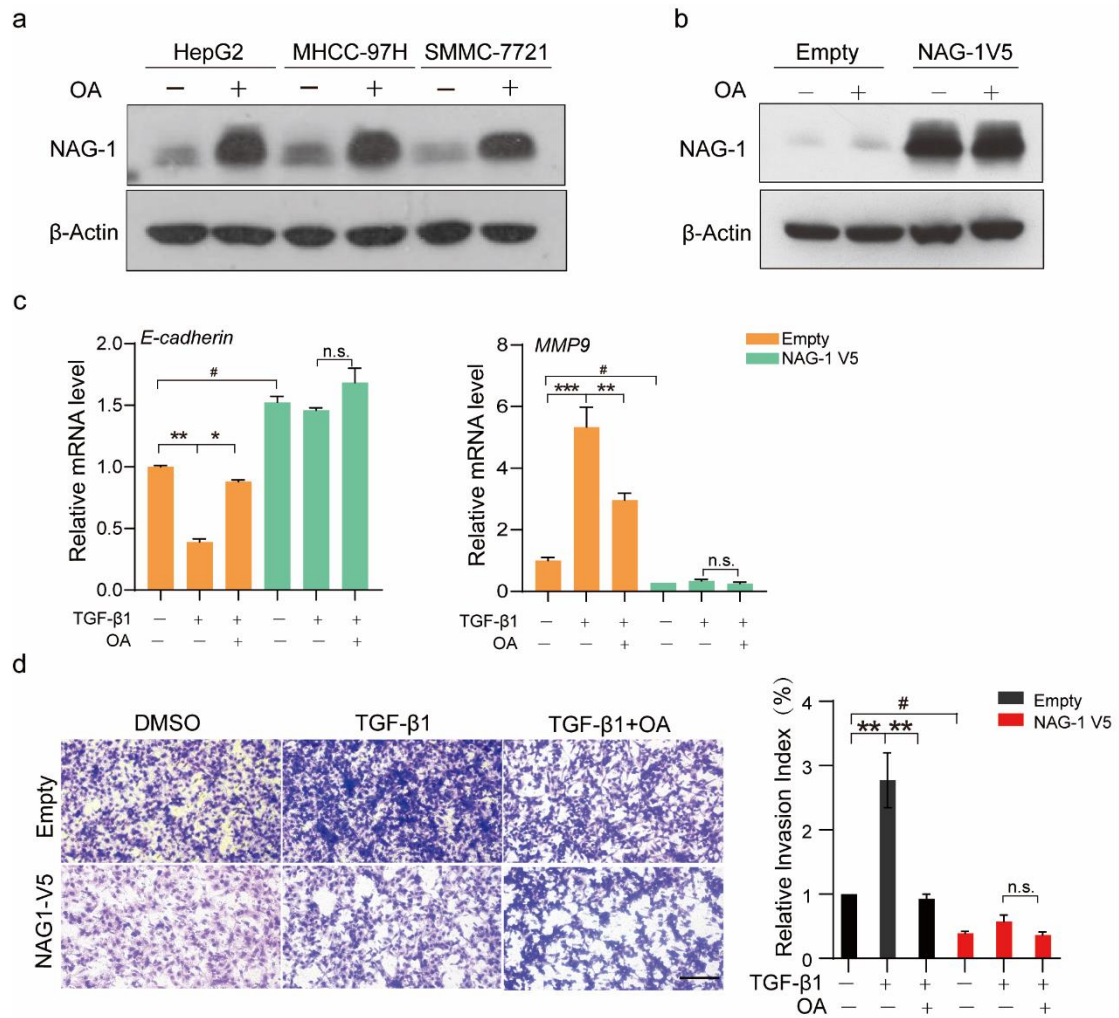 a
HepG2 MHCC-97H SMMC-7721
OA − + − + − +
NAG-1
β-Actin
b
Empty NAG-1V5
OA − + − +
NAG-1
β-Actin
c
E-cadherin
Relative mRNA level
2.0
1.5
1.0
0.5
0.0
# ** * n.s.
TGF-β1 − + + − + +
OA − − + − − +
MMP9
Relative mRNA level
8
6
4
2
0
# *** ** n.s.
TGF-β1 − + + − + +
OA − − + − − +
Empty
NAG-1 V5
d
DMSO TGF-β1 TGF-β1+OA
Empty
NAG1-V5
Relative Invasion Index (%)
4
3
2
1
0
# ** ** n.s.
Empty
NAG-1 V5
TGF-β1 − + + − + +
OA − − + − − +